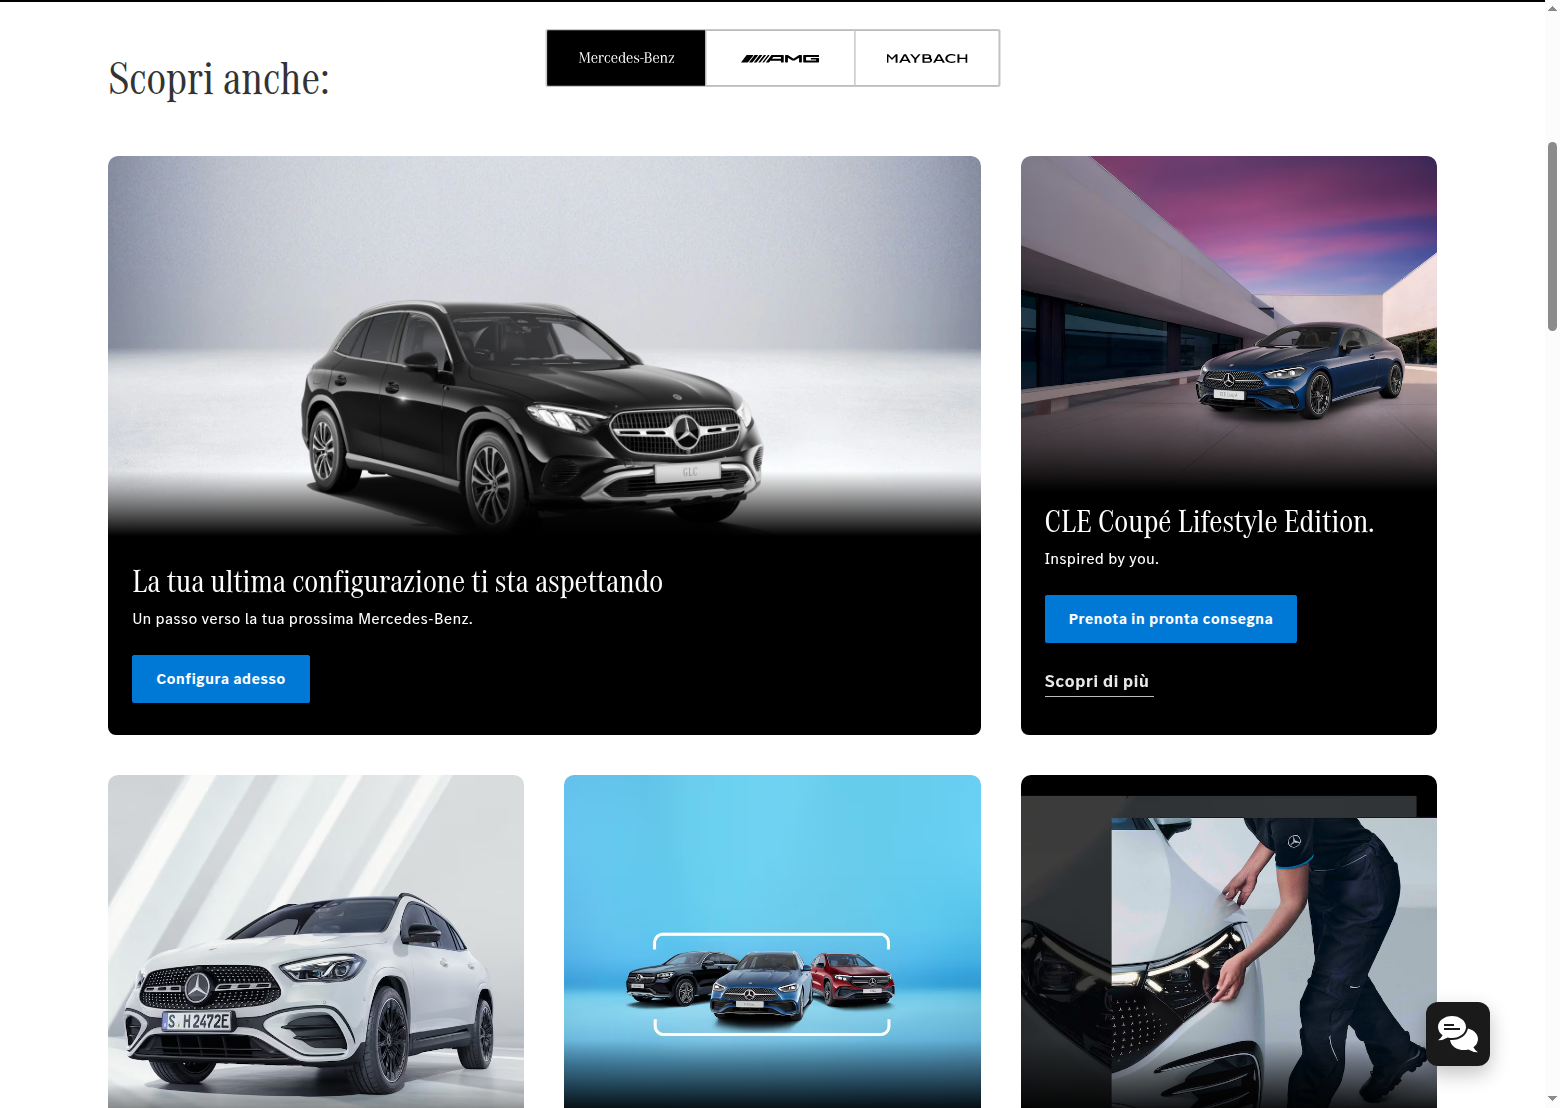 Scopri anche:
Mercedes-Benz
AMG
MAYBACH
GLC
La tua ultima configurazione ti sta aspettando
Un passo verso la tua prossima Mercedes-Benz.
Configura adesso
CLE Coupé Lifestyle Edition.
Inspired by you.
Prenota in pronta consegna
Scopri di più
S H 2472E